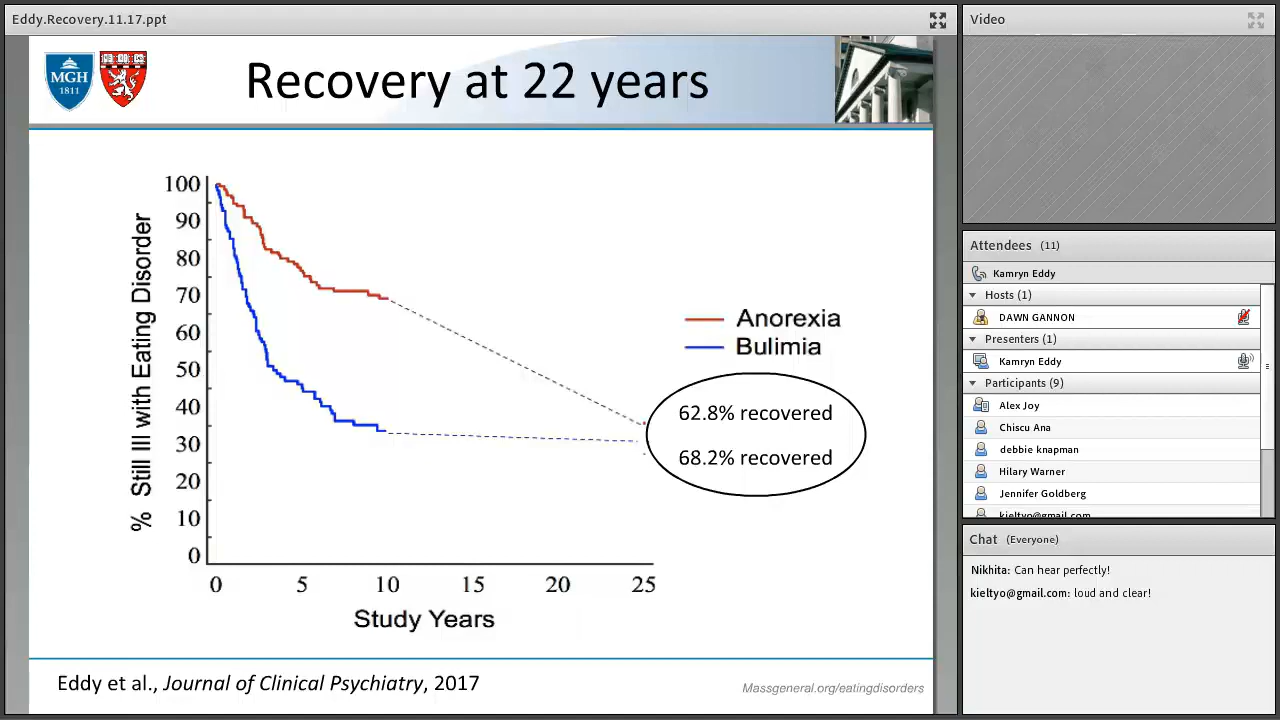 Eddy.Recovery.11.17.ppt
MGH
1811
Recovery at 22 years
% Still Ill with Eating Disorder
100
90
80
70
60
50
40
30
20
10
0
0 5 10 15 20 25
Study Years
Anorexia
Bulimia
62.8% recovered
68.2% recovered
Eddy et al., Journal of Clinical Psychiatry, 2017
Massgeneral.org/eatingdisorders
Video
Attendees (11)
Kamryn Eddy
Hosts (1)
DAWN GANNON
Presenters (1)
Kamryn Eddy
Participants (9)
Alex Joy
Chiscu Ana
debbie knapman
Hilary Warner
Jennifer Goldberg
kieltyo@gmail.com
Chat (Everyone)
Nikhita: Can hear perfectly!
kieltyo@gmail.com: loud and clear!